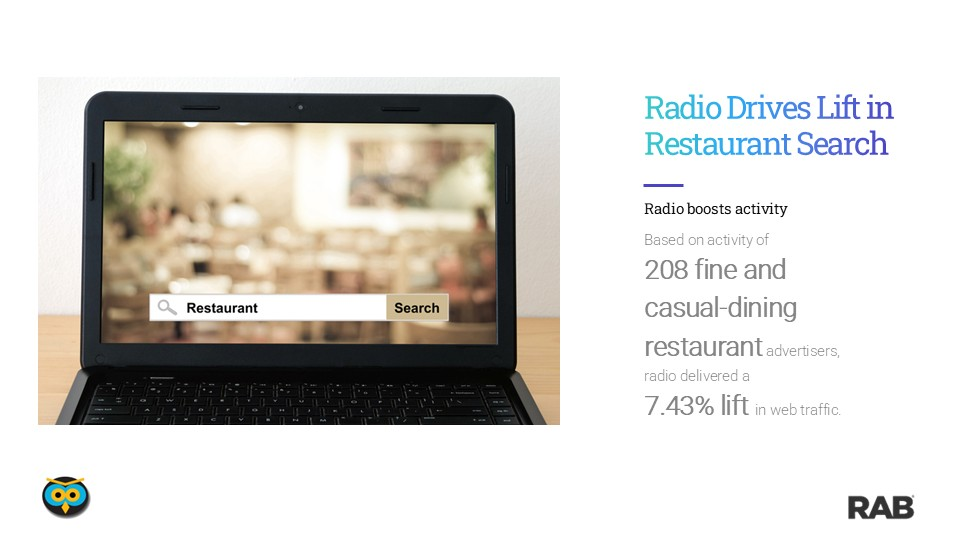 Radio Drives Lift in
Restaurant Search
Radio boosts activity
Based on activity of
208 fine and
casual-dining
restaurant advertisers,
radio delivered a
7.43% lift in web traffic.
Restaurant Search
RAB